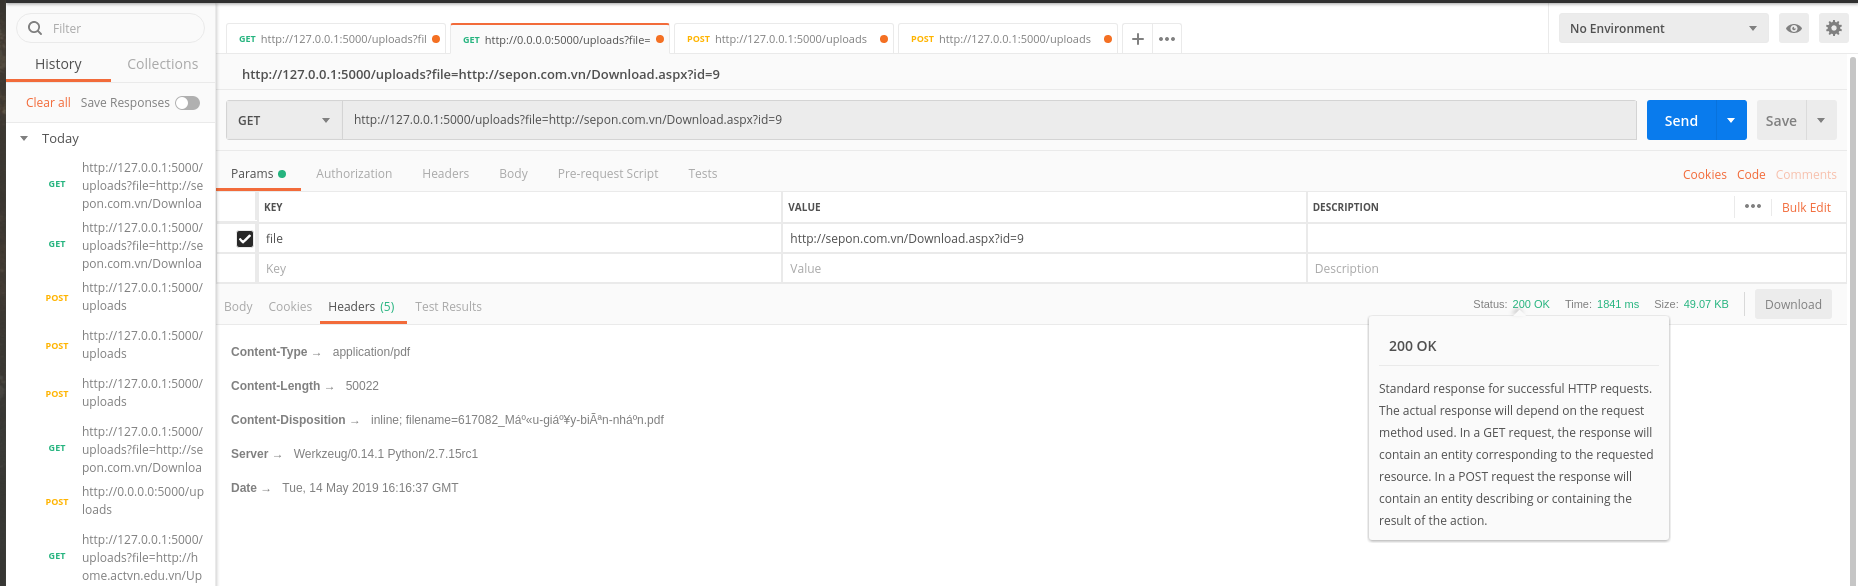 Filter
History
Collections
Clear all
Save Responses
Today
GET
http://127.0.0.1:5000/
uploads?file=http://se
pon.com.vn/Downloa
GET
http://127.0.0.1:5000/
uploads?file=http://se
pon.com.vn/Downloa
POST
http://127.0.0.1:5000/
uploads
POST
http://127.0.0.1:5000/
uploads
POST
http://127.0.0.1:5000/
uploads
GET
http://127.0.0.1:5000/
uploads?file=http://se
pon.com.vn/Downloa
POST
http://0.0.0.0:5000/up
loads
GET
http://127.0.0.1:5000/
uploads?file=http://h
ome.actvn.edu.vn/Up
GET http://127.0.0.1:5000/uploads?fil
GET http://0.0.0.0:5000/uploads?file=
POST http://127.0.0.1:5000/uploads
POST http://127.0.0.1:5000/uploads
No Environment
http://127.0.0.1:5000/uploads?file=http://sepon.com.vn/Download.aspx?id=9
GET
http://127.0.0.1:5000/uploads?file=http://sepon.com.vn/Download.aspx?id=9
Send
Save
Params Authorization Headers Body Pre-request Script Tests
Cookies Code Comments
KEY VALUE DESCRIPTION
Bulk Edit
file http://sepon.com.vn/Download.aspx?id=9
Key Value Description
Body Cookies Headers (5) Test Results
Status: 200 OK Time: 1841 ms Size: 49.07 KB
Download
Content-Type → application/pdf
Content-Length → 50022
Content-Disposition → inline; filename=617082_Máº«u-giáº¥y-biÃªn-nháºn.pdf
Server → Werkzeug/0.14.1 Python/2.7.15rc1
Date → Tue, 14 May 2019 16:16:37 GMT
200 OK
Standard response for successful HTTP requests.
The actual response will depend on the request
method used. In a GET request, the response will
contain an entity corresponding to the requested
resource. In a POST request the response will
contain an entity describing or containing the
result of the action.